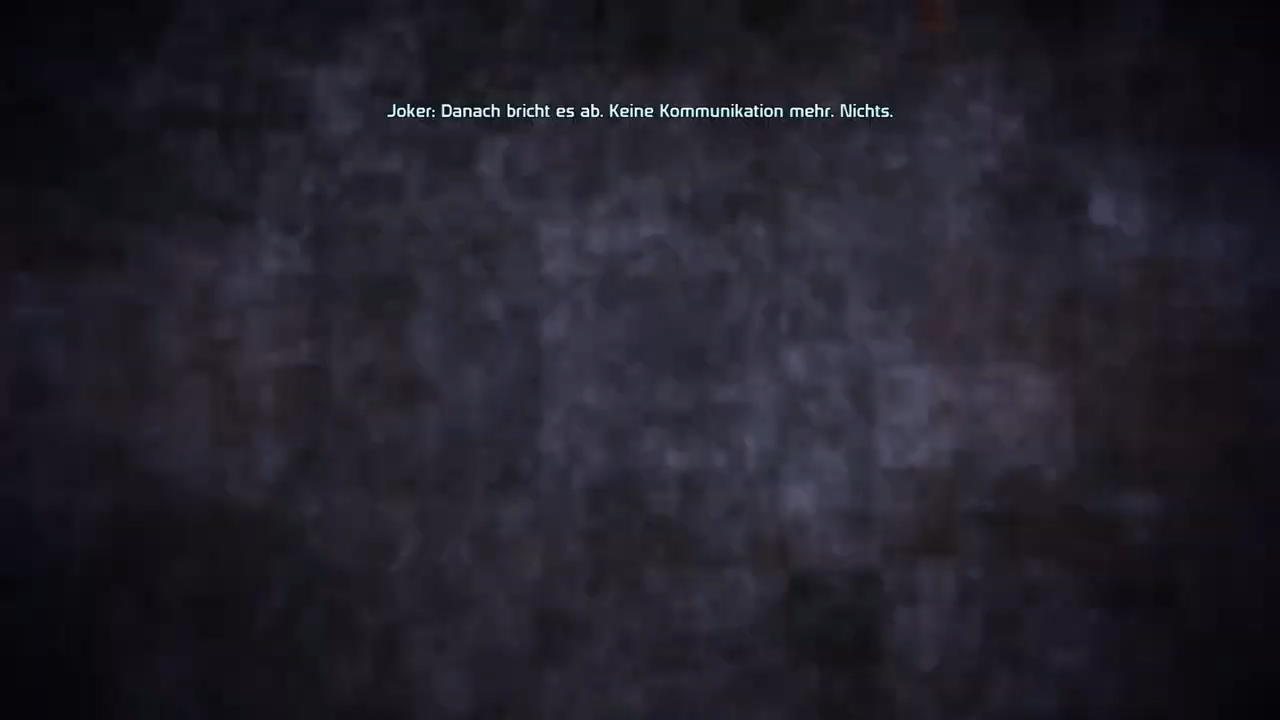 Joker: Danach bricht es ab. Keine Kommunikation mehr. Nichts.